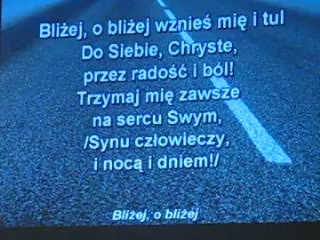 Bliżej, o bliżej wznieś mię i tul
Do Siebie, Chryste,
przez radość i ból!
Trzymaj mię zawsze
na sercu Swym,
/Synu człowieczy,
i nocą i dniem!/
Bliżej, o bliżej